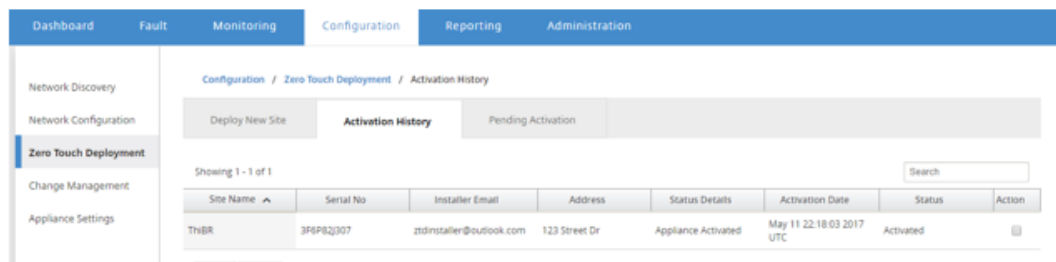 Dashboard Fault Monitoring Configuration Reporting Administration
Network Discovery
Network Configuration
Zero Touch Deployment
Change Management
Appliance Settings
Configuration / Zero Touch Deployment / Activation History
Deploy New Site Activation History Pending Activation
Showing 1 - 1 of 1 Search
Site Name Serial No Installer Email Address Status Details Activation Date Status Action
ThiBR 3F6P82J307 ztdinstaller@outlook.com 123 Street Dr Appliance Activated May 11 22:18:03 2017 UTC Activated